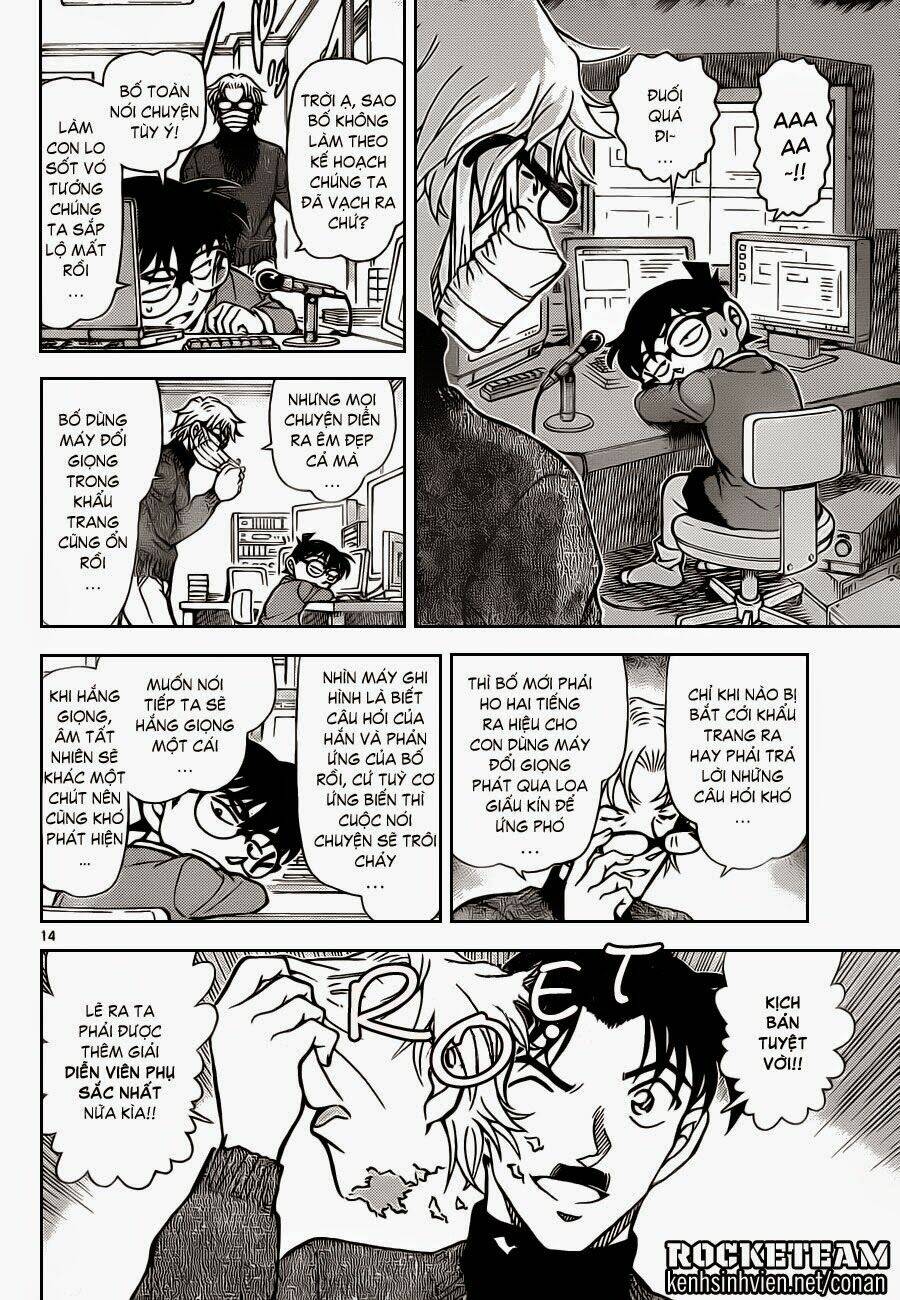 AAA
AA
~!!
ĐUỐI
QUÁ
ĐI~
...
TRỜI Ạ, SAO
BỐ KHÔNG
LÀM THEO
KẾ HOẠCH
CHÚNG TA
ĐÃ VẠCH RA
CHỨ?
BỐ TOÀN
NÓI CHUYỆN
TÙY Ý!
LÀM
CON LO
SỐT VÓ
TƯỚNG
CHÚNG
TA SẮP
LỘ MẤT
RỒI
...
NHƯNG MỌI
CHUYỆN DIỄN
RA ÊM ĐẸP
CẢ MÀ
...
BỐ DÙNG
MÁY ĐỔI
GIỌNG
TRONG
KHẨU
TRANG
CŨNG ỔN
RỒI
...
CHỈ KHI NÀO BỊ
BẮT CỚI KHẨU
TRANG RA
HAY PHẢI TRẢ
LỜI NHỮNG
CÂU HỎI KHÓ
...
THÌ BỐ MỚI PHẢI
HO HAI TIẾNG
RA HIỆU CHO
CON DÙNG MÁY
ĐỔI GIỌNG
PHÁT QUA LOA
GIẤU KÍN ĐỂ
ỨNG PHÓ
...
NHÌN MÁY GHI
HÌNH LÀ BIẾT
CÂU HỎI CỦA
HẮN VÀ PHẢN
ỨNG CỦA BỐ
RỒI, CỨ TUỲ CƠ
ỨNG BIẾN THÌ
CUỘC NÓI
CHUYỆN SẼ TRÔI
CHẢY
...
MUỐN NÓI
TIẾP TA SẼ
HẮNG GIỌNG
MỘT CÁI
...
KHI HẮNG
GIỌNG,
ÂM TẤT
NHIÊN SẼ
KHÁC MỘT
CHÚT NÊN
CŨNG KHÓ
PHÁT HIỆN
...
14
KỊCH
BẢN
TUYỆT
VỜI!!
ROẸT
LẼ RA TA
PHẢI ĐƯỢC
THÊM GIẢI
DIỄN VIÊN PHỤ
SẮC NHẤT
NỮA KÌA!!
ROCKETEAM
kenhsinhvien.net/conan